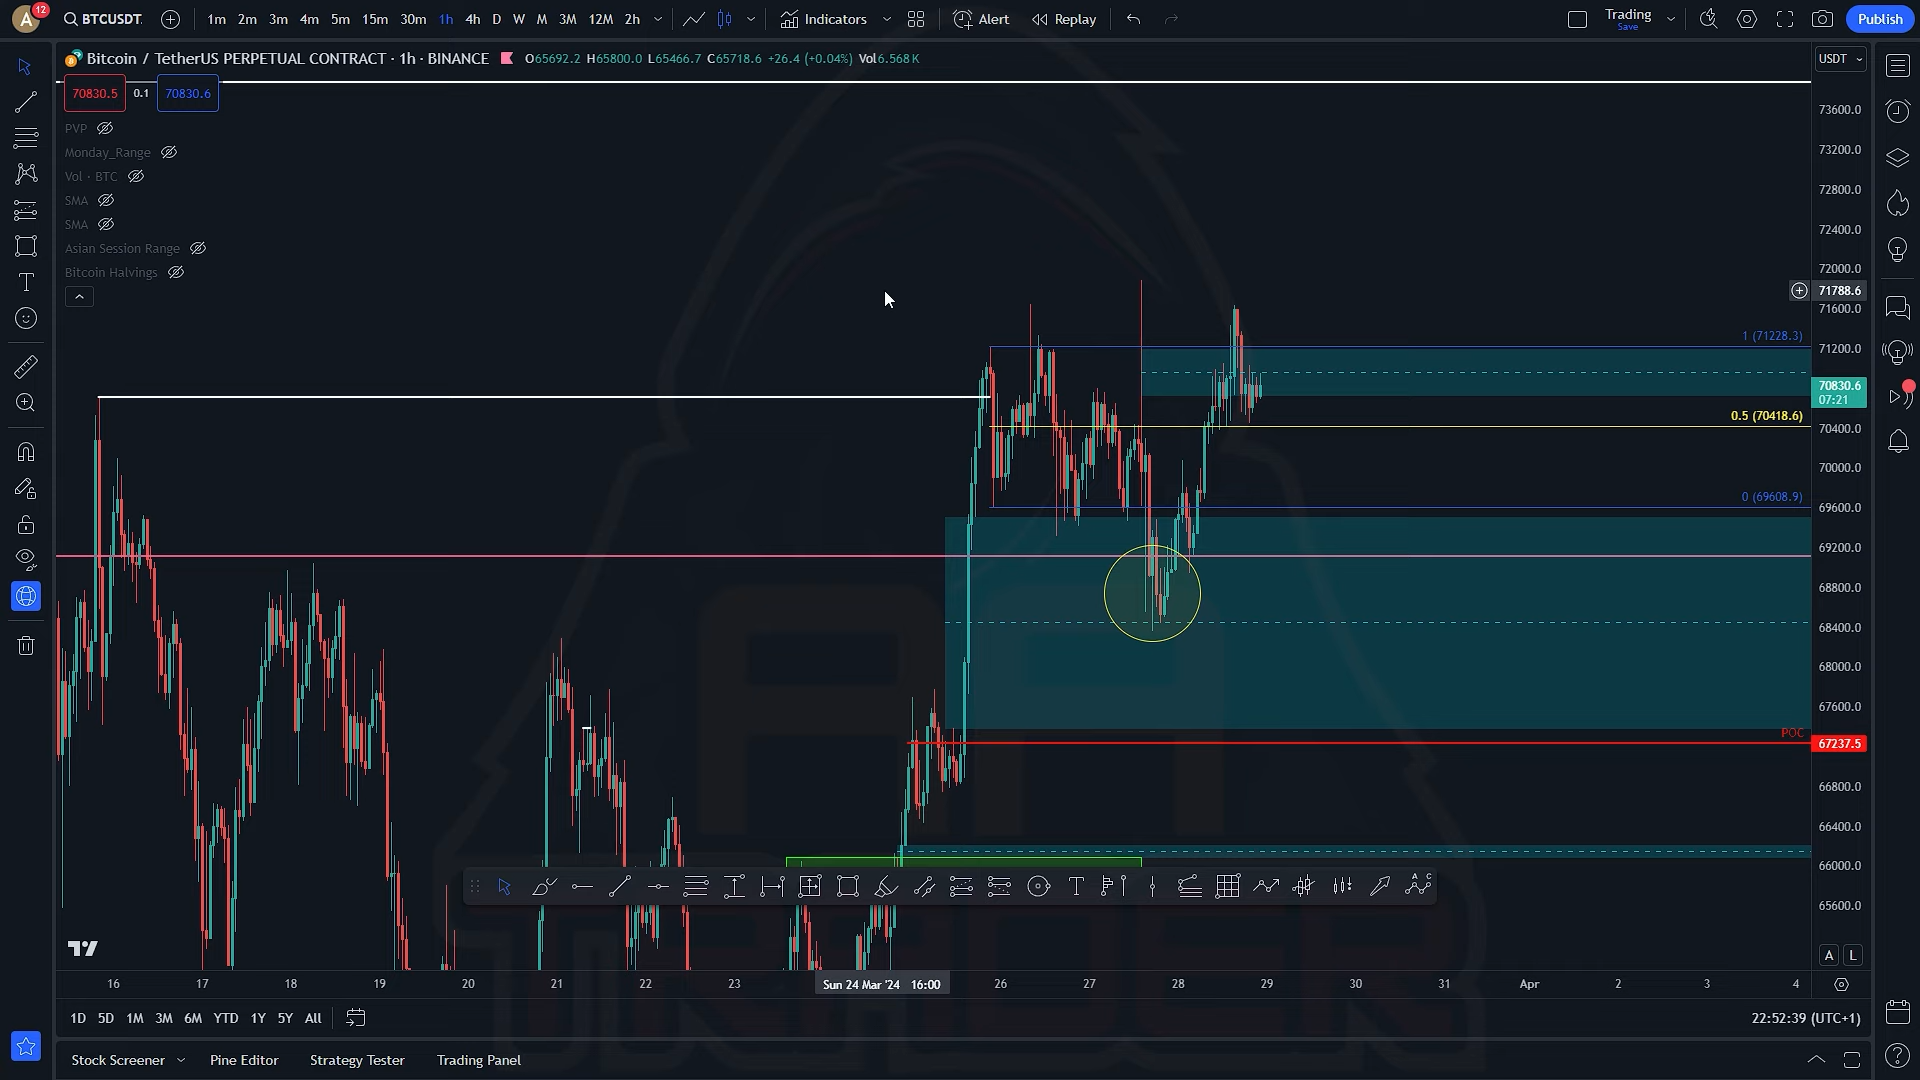 A 12 BTCUSDT. 1m 2m 3m 4m 5m 15m 30m 1h 4h D W M 3M 12M 2h Indicators Alert Replay Trading Save Publish
Bitcoin / TetherUS PERPETUAL CONTRACT · 1h · BINANCE O65692.2 H65800.0 L65466.7 C65718.6 +26.4 (+0.04%) Vol6.568K USDT
70830.5 0.1 70830.6
PVP
Monday_Range
Vol · BTC
SMA
SMA
Asian Session Range
Bitcoin Halvings
73600.0
73200.0
72800.0
72400.0
72000.0
71788.6
71600.0
1 (71228.3)
71200.0
70830.6
07:21
0.5 (70418.6)
70400.0
70000.0
0 (69608.9)
69600.0
69200.0
68800.0
68400.0
68000.0
67600.0
POC
67237.5
66800.0
66400.0
66000.0
65600.0
A L
16 17 18 19 20 21 22 23 Sun 24 Mar '24 16:00 26 27 28 29 30 31 Apr 2 3 4
1D 5D 1M 3M 6M YTD 1Y 5Y All 22:52:39 (UTC+1)
Stock Screener Pine Editor Strategy Tester Trading Panel